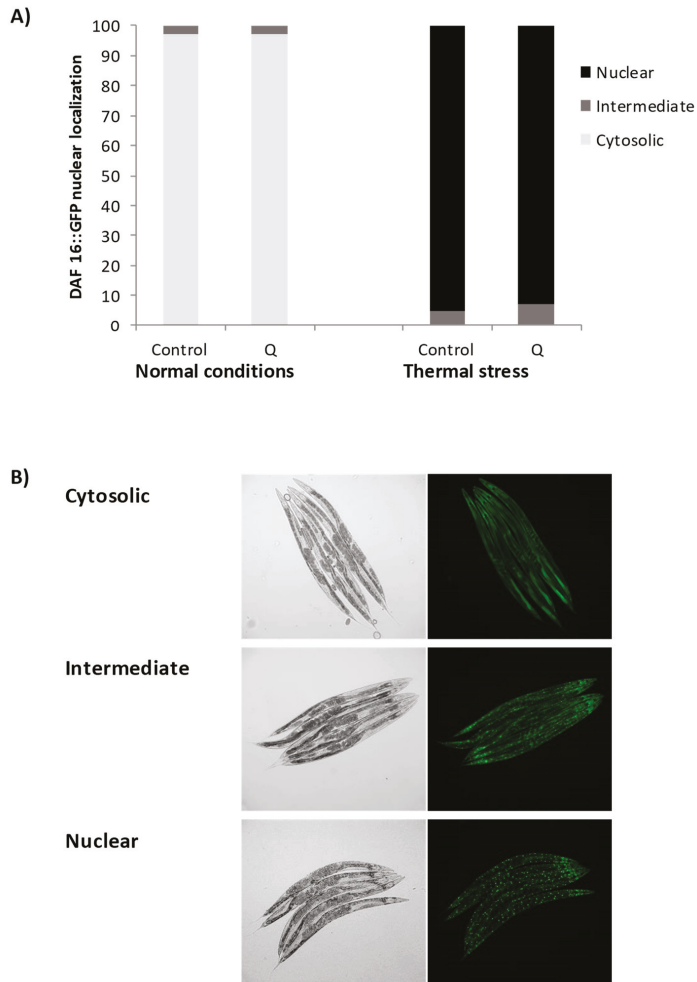 A)
DAF 16::GFP nuclear localization
100
90
80
70
60
50
40
30
20
10
0
Nuclear
Intermediate
Cytosolic
Control Q Control Q
Normal conditions Thermal stress
B)
Cytosolic
Intermediate
Nuclear